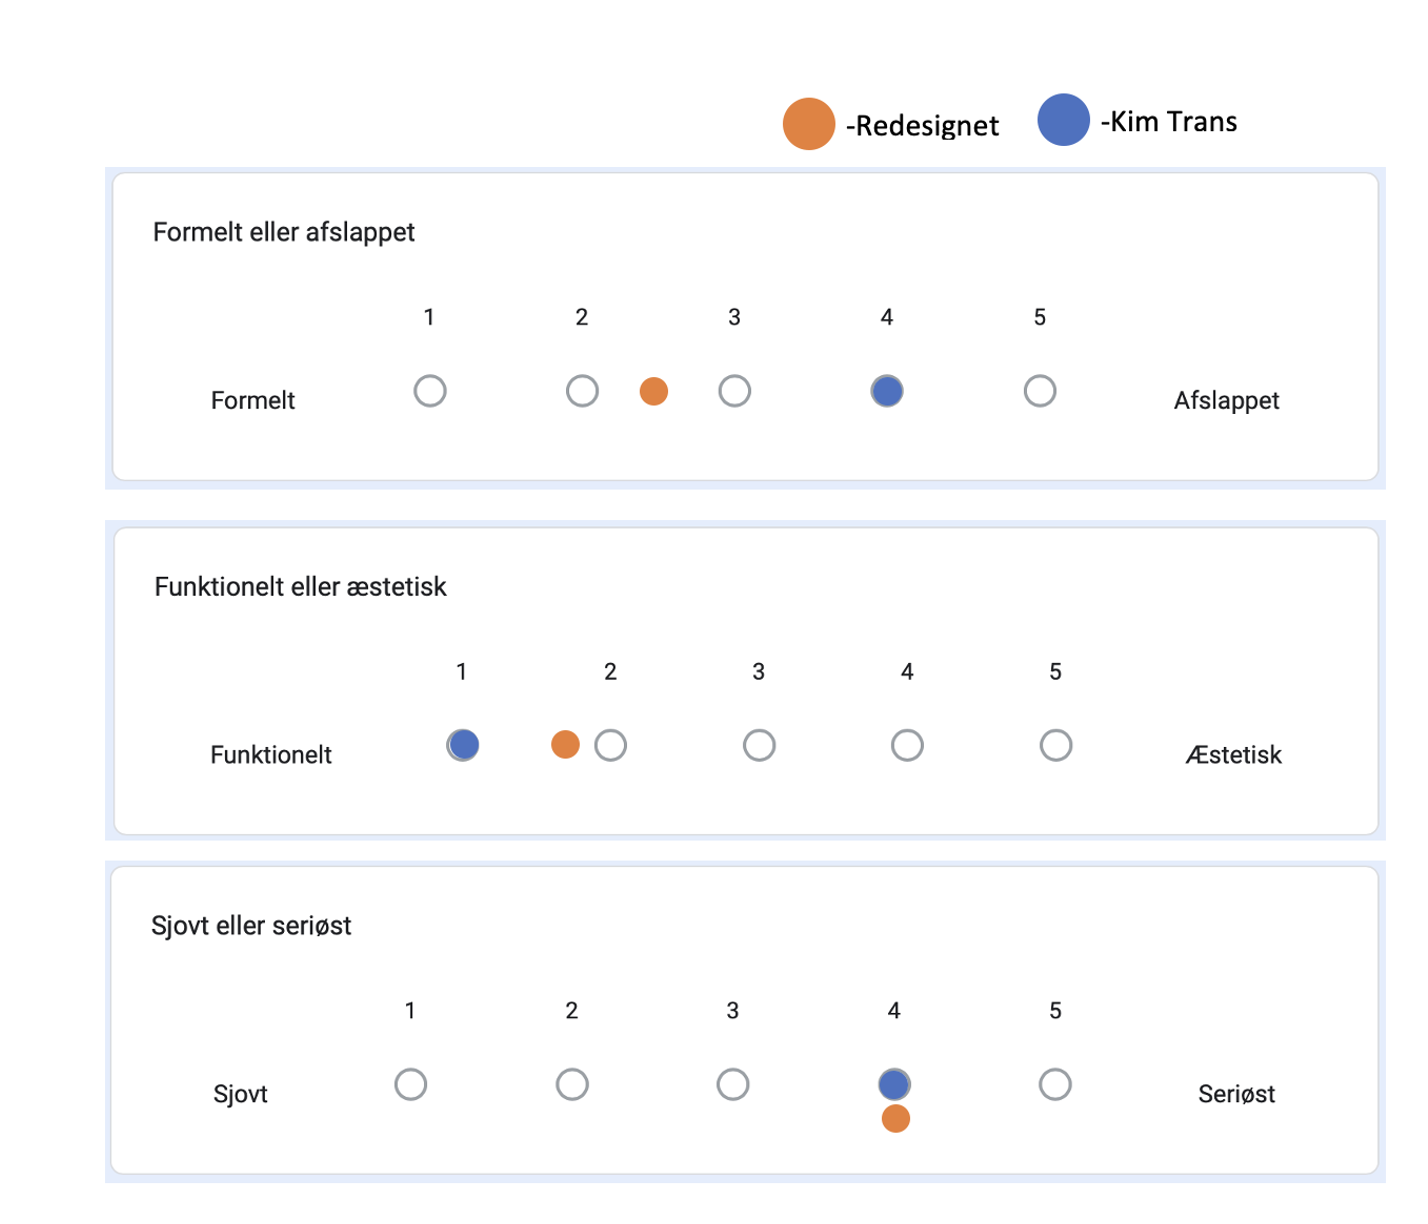 -Redesignet -Kim Trans
Formelt eller afslappet
1 2 3 4 5
Formelt Afslappet
Funktionelt eller æstetisk
1 2 3 4 5
Funktionelt Æstetisk
Sjovt eller seriøst
1 2 3 4 5
Sjovt Seriøst